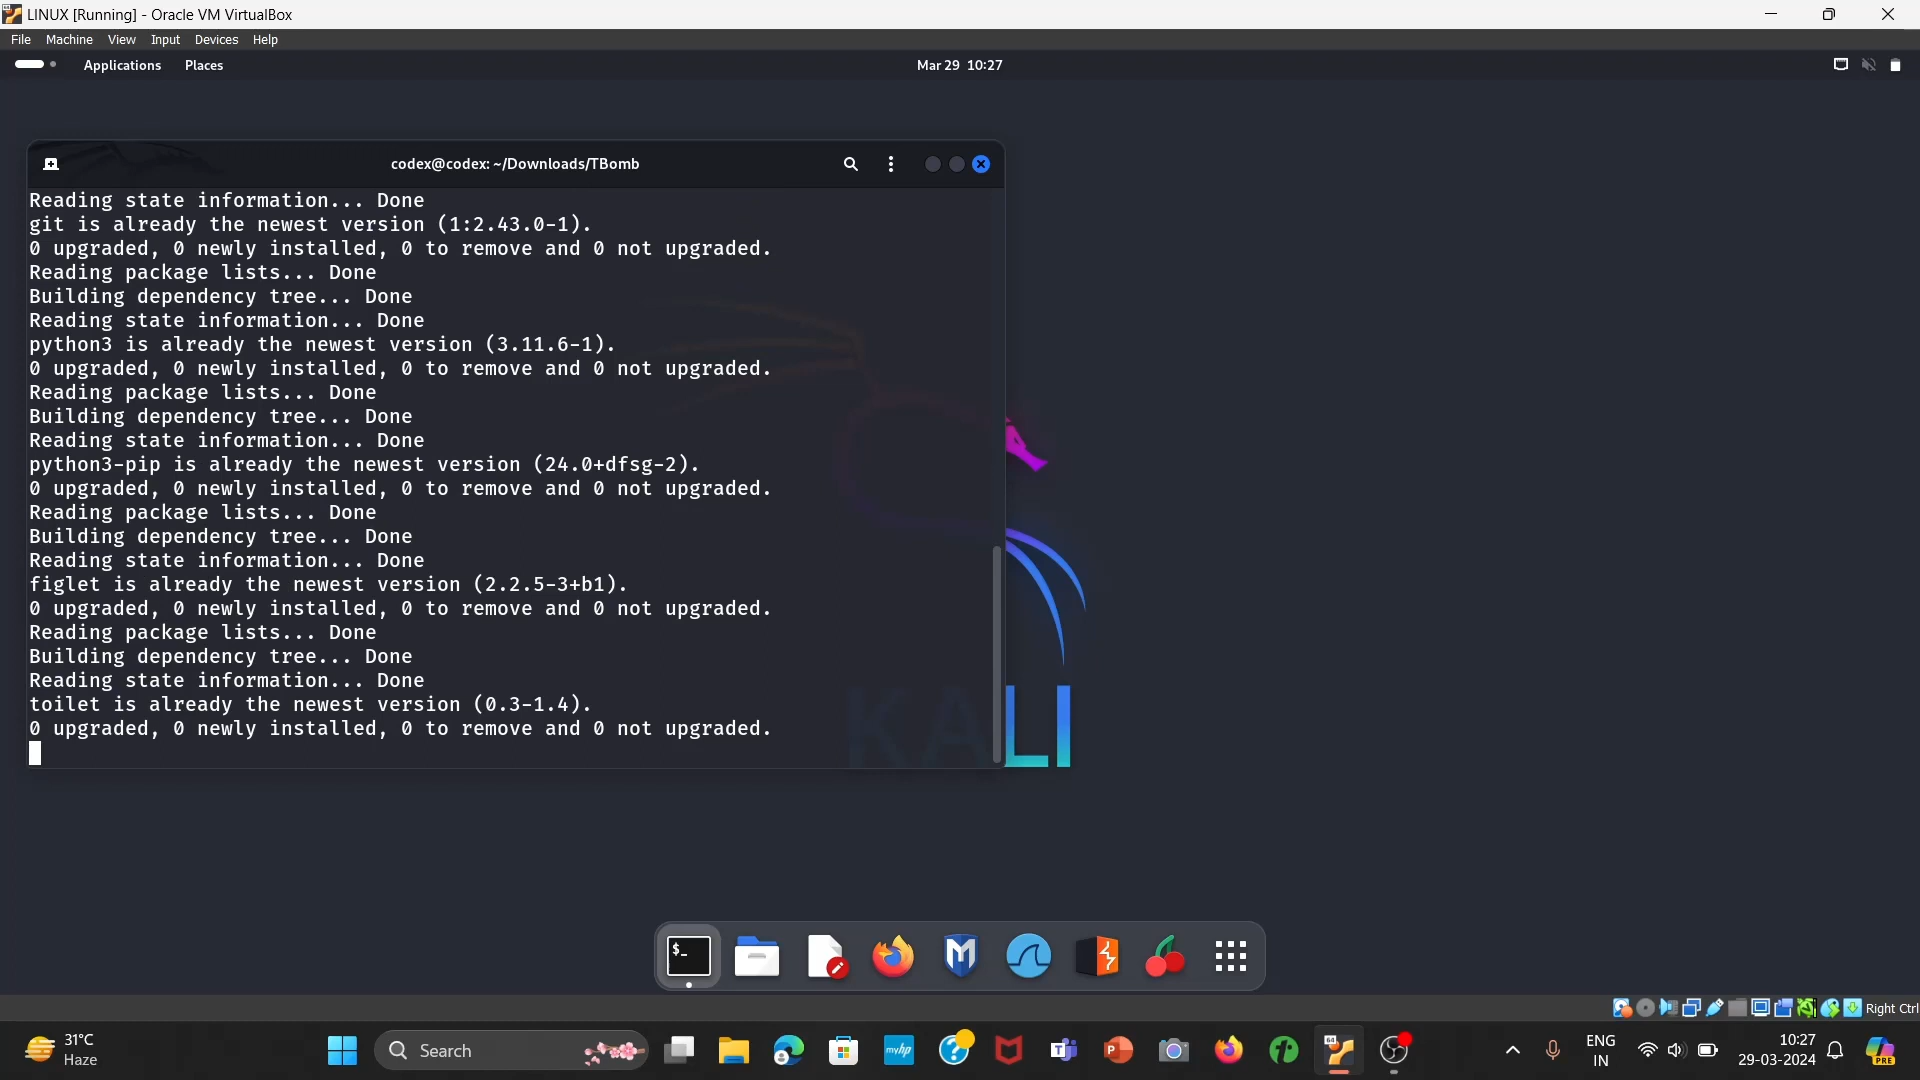 LINUX [Running] - Oracle VM VirtualBox
File Machine View Input Devices Help
Applications Places Mar 29 10:27
codex@codex: ~/Downloads/TBomb
Reading state information... Done
git is already the newest version (1:2.43.0-1).
0 upgraded, 0 newly installed, 0 to remove and 0 not upgraded.
Reading package lists... Done
Building dependency tree... Done
Reading state information... Done
python3 is already the newest version (3.11.6-1).
0 upgraded, 0 newly installed, 0 to remove and 0 not upgraded.
Reading package lists... Done
Building dependency tree... Done
Reading state information... Done
python3-pip is already the newest version (24.0+dfsg-2).
0 upgraded, 0 newly installed, 0 to remove and 0 not upgraded.
Reading package lists... Done
Building dependency tree... Done
Reading state information... Done
figlet is already the newest version (2.2.5-3+b1).
0 upgraded, 0 newly installed, 0 to remove and 0 not upgraded.
Reading package lists... Done
Building dependency tree... Done
Reading state information... Done
toilet is already the newest version (0.3-1.4).
0 upgraded, 0 newly installed, 0 to remove and 0 not upgraded.
KALI
$_
Right Ctrl
31°C
Haze
Search
myhp
ENG
IN
10:27
29-03-2024
PRE